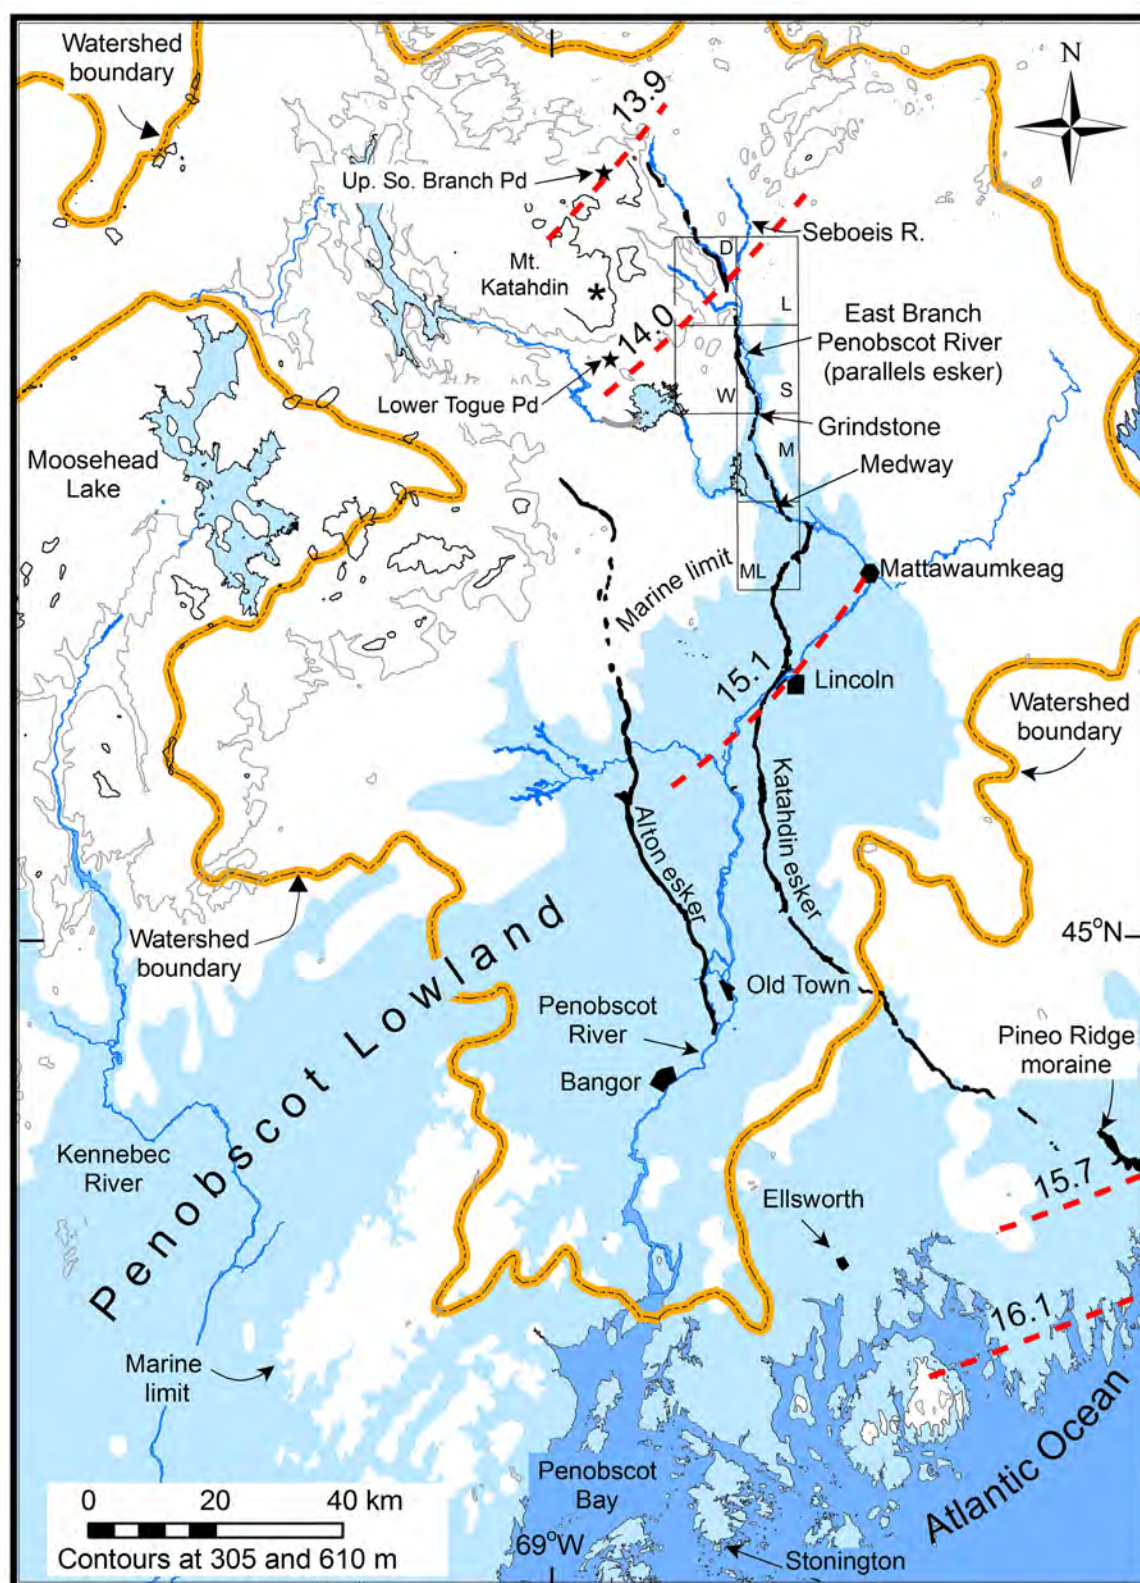 Watershed
boundary
N
13.9
Up. So. Branch Pd
Seboeis R.
D
Mt.
Katahdin
*
L
East Branch
Penobscot River
(parallels esker)
14.0
Lower Togue Pd
W
S
Grindstone
M
Medway
Moosehead
Lake
Marine limit
ML
Mattawaumkeag
15.1
Lincoln
Watershed
boundary
Katahdin esker
Alton esker
Watershed
boundary
45°N
Penobscot Lowland
Old Town
Penobscot
River
Pineo Ridge
moraine
Bangor
Kennebec
River
15.7
Ellsworth
16.1
Marine
limit
Atlantic Ocean
Penobscot
Bay
0 20 40 km
Contours at 305 and 610 m
69°W
Stonington